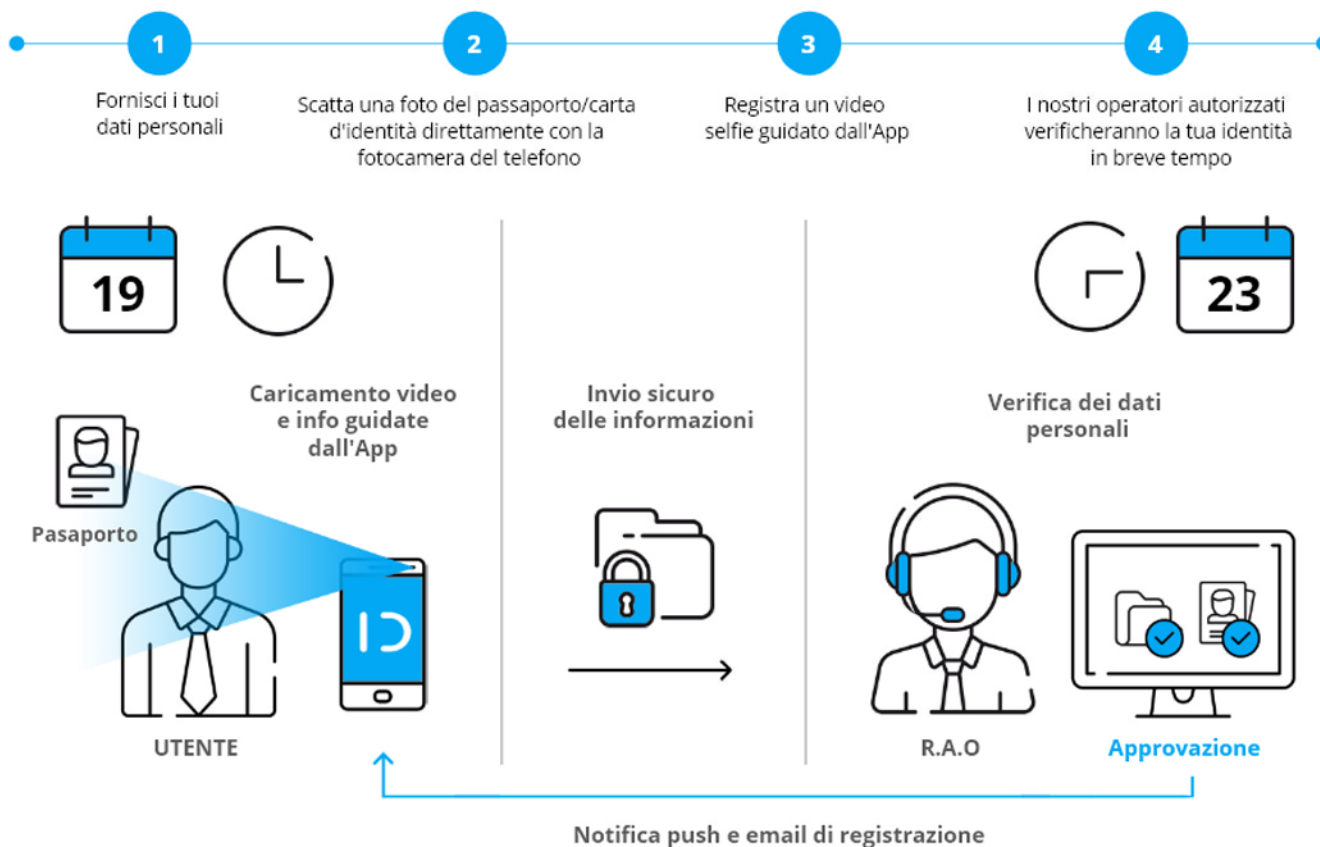 1
2
3
4
Fornisci i tuoi
dati personali
Scatta una foto del passaporto/carta
d'identità direttamente con la
fotocamera del telefono
Registra un video
selfie guidato dall'App
I nostri operatori autorizzati
verificheranno la tua identità
in breve tempo
19
23
Caricamento video
e info guidate
dall'App
Invio sicuro
delle informazioni
Verifica dei dati
personali
Pasaporto
ID
UTENTE
R.A.O
Approvazione
Notifica push e email di registrazione